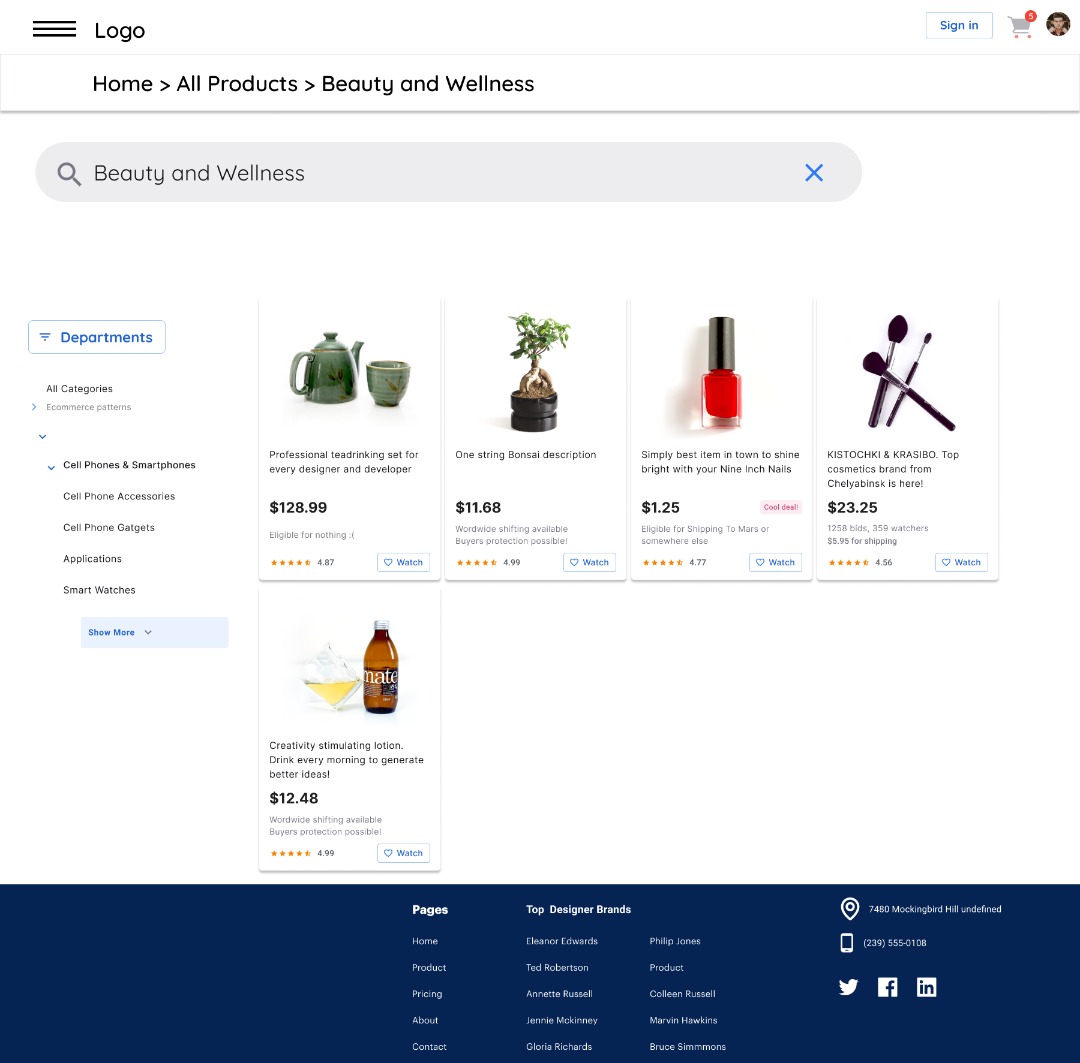 Logo
Sign in
5
Home > All Products > Beauty and Wellness
Beauty and Wellness
Departments
All Categories
Ecommerce patterns
Cell Phones & Smartphones
Cell Phone Accessories
Cell Phone Gatgets
Applications
Smart Watches
Show More
Professional teadrinking set for
every designer and developer
$128.99
Eligible for nothing :(
4.87
Watch
One string Bonsai description
$11.68
Wordwide shifting available
Buyers protection possible!
4.99
Watch
Simply best item in town to shine
bright with your Nine Inch Nails
$1.25
Cool deal!
Eligible for Shipping To Mars or
somewhere else
4.77
Watch
KISTOCHKI & KRASIBO. Top
cosmetics brand from
Chelyabinsk is here!
$23.25
1258 bids, 359 watchers
$5.95 for shipping
4.56
Watch
mate
Creativity stimulating lotion.
Drink every morning to generate
better ideas!
$12.48
Wordwide shifting available
Buyers protection possible!
4.99
Watch
Pages
Home
Product
Pricing
About
Contact
Top Designer Brands
Eleanor Edwards
Ted Robertson
Annette Russell
Jennie Mckinney
Gloria Richards
Philip Jones
Product
Colleen Russell
Marvin Hawkins
Bruce Simmmons
7480 Mockingbird Hill undefined
(239) 555-0108